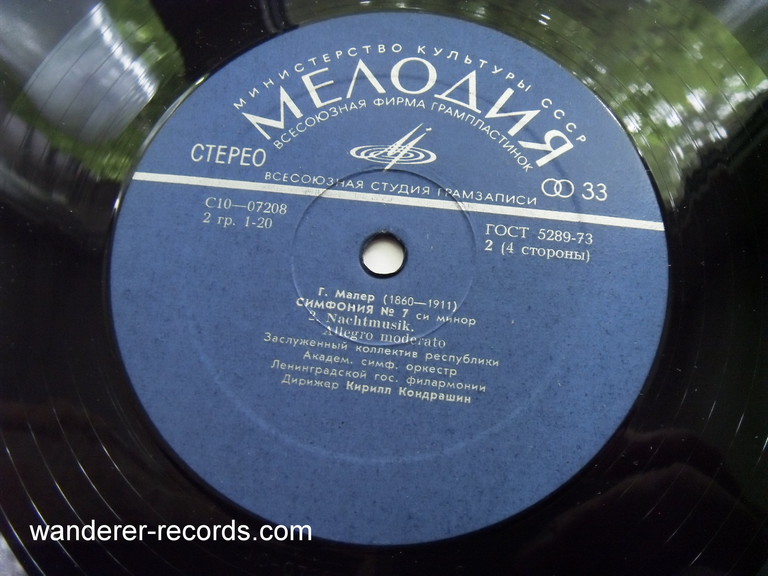 МИНИСТЕРСТВО КУЛЬТУРЫ СССР
МЕЛОДИЯ
ВСЕСОЮЗНАЯ ФИРМА ГРАМПЛАСТИНОК
СТЕРЕО
ВСЕСОЮЗНАЯ СТУДИЯ ГРАМЗАПИСИ
33
С10—07208
2 гр. 1-20
ГОСТ 5289-73
2 (4 стороны)
Г. Малер (1860—1911)
СИМФОНИЯ № 7 си минор
2. Nachtmusik.
Allegro moderato
Заслуженный коллектив республики
Академ. симф. оркестр
Ленинградской гос. филармонии
Дирижер Кирилл Кондрашин
wanderer-records.com